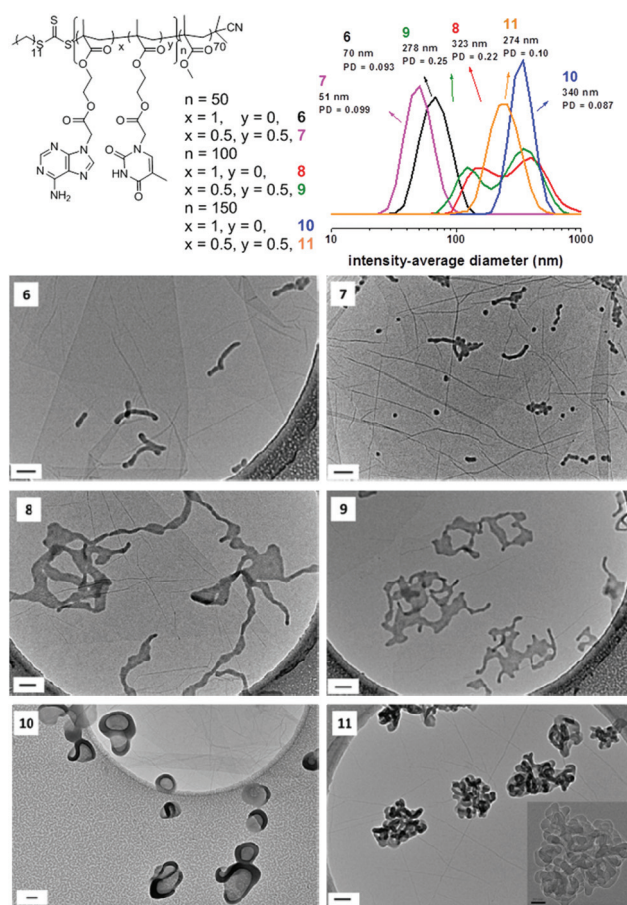 S
S
S
11
x
y
n
70
CN
O
O
O
O
O
O
O
O
O
O
N
N
N
N
NH₂
O
N
HN
O
n = 50
x = 1, y = 0, 6
x = 0.5, y = 0.5, 7
n = 100
x = 1, y = 0, 8
x = 0.5, y = 0.5, 9
n = 150
x = 1, y = 0, 10
x = 0.5, y = 0.5, 11
6
70 nm
PD = 0.093
9
278 nm
PD = 0.25
8
323 nm
PD = 0.22
11
274 nm
PD = 0.10
7
51 nm
PD = 0.099
10
340 nm
PD = 0.087
10 100 1000
intensity-average diameter (nm)
6
7
8
9
10
11